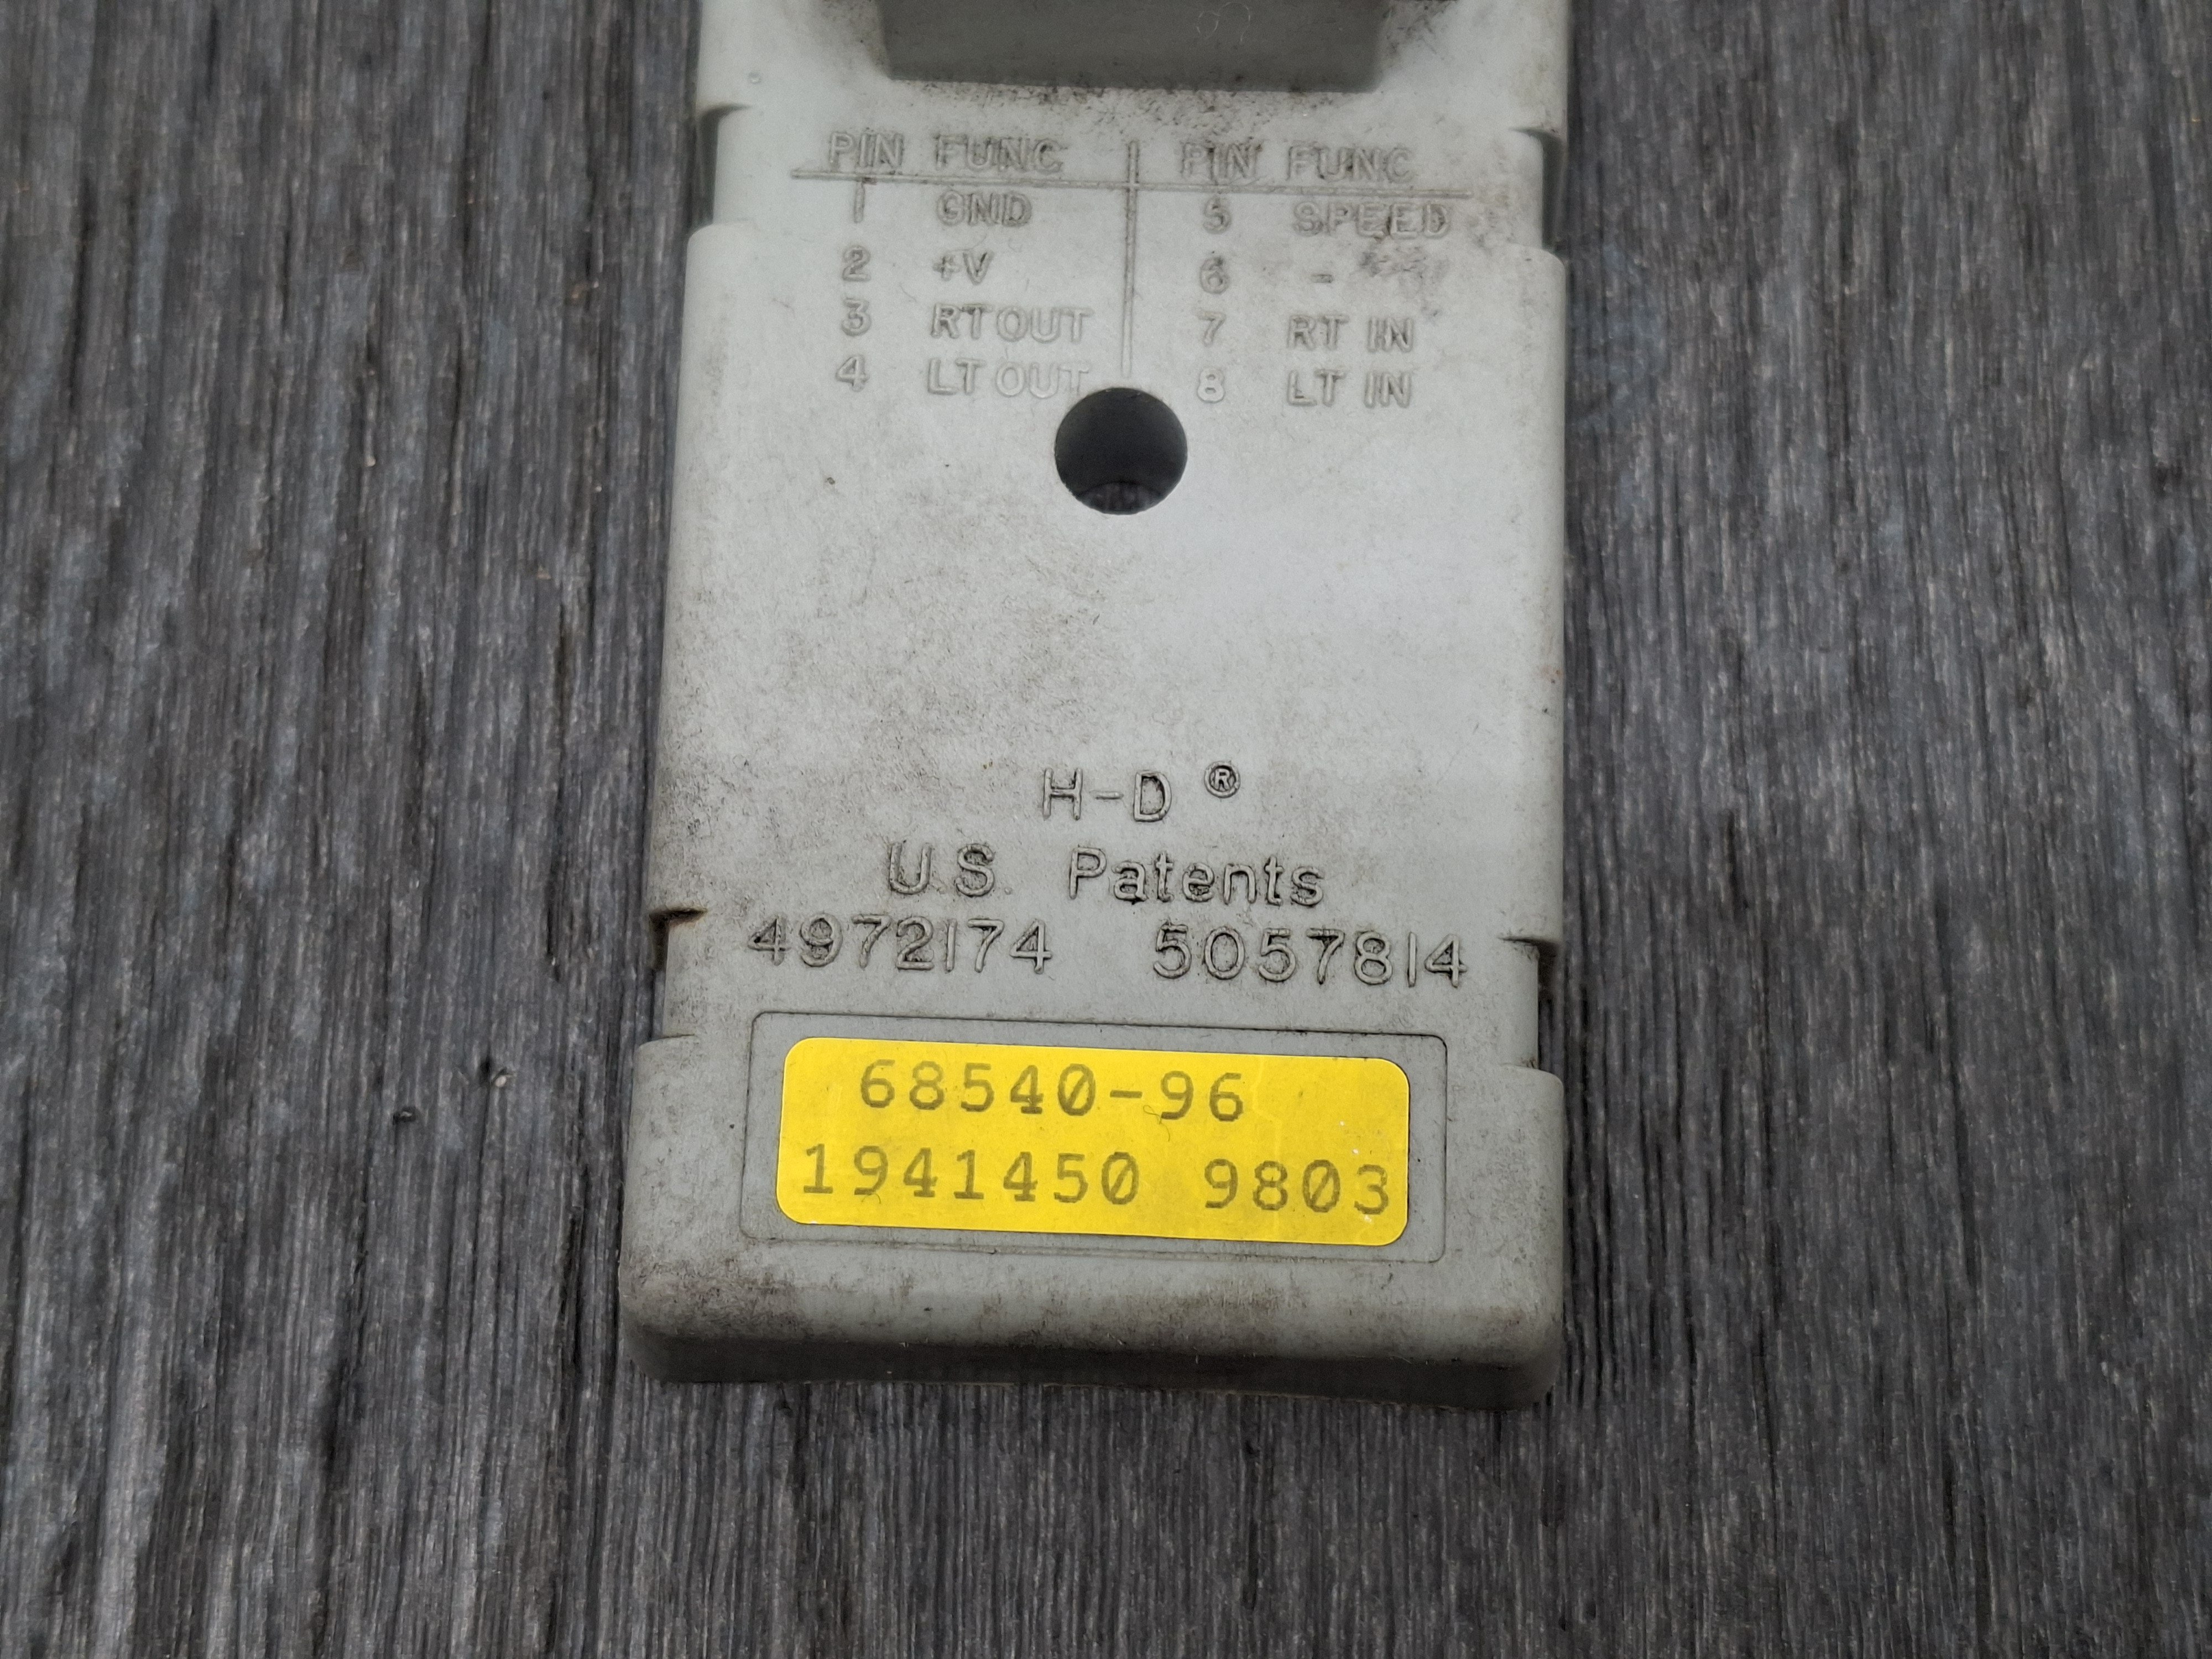 PIN FUNC PIN FUNC
1 GND 5 SPEED
2 +V 6 -
3 RT OUT 7 RT IN
4 LT OUT 8 LT IN
H-D ®
U.S. Patents
4972174 5057814
68540-96
1941450 9803